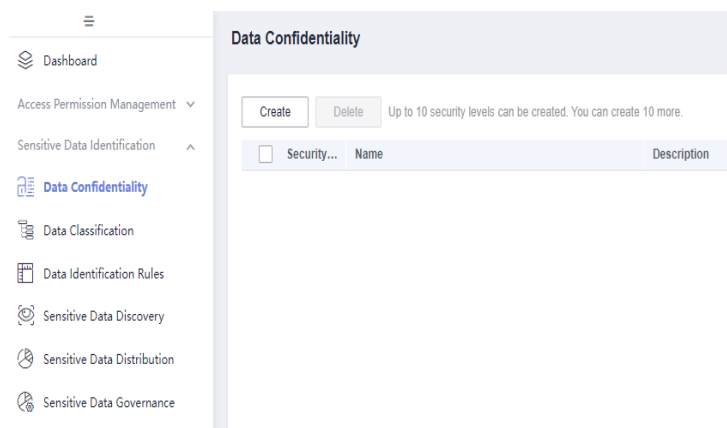 Dashboard
Access Permission Management
Sensitive Data Identification
Data Confidentiality
Data Classification
Data Identification Rules
Sensitive Data Discovery
Sensitive Data Distribution
Sensitive Data Governance
Data Confidentiality
Create Delete Up to 10 security levels can be created. You can create 10 more.
Security... Name Description